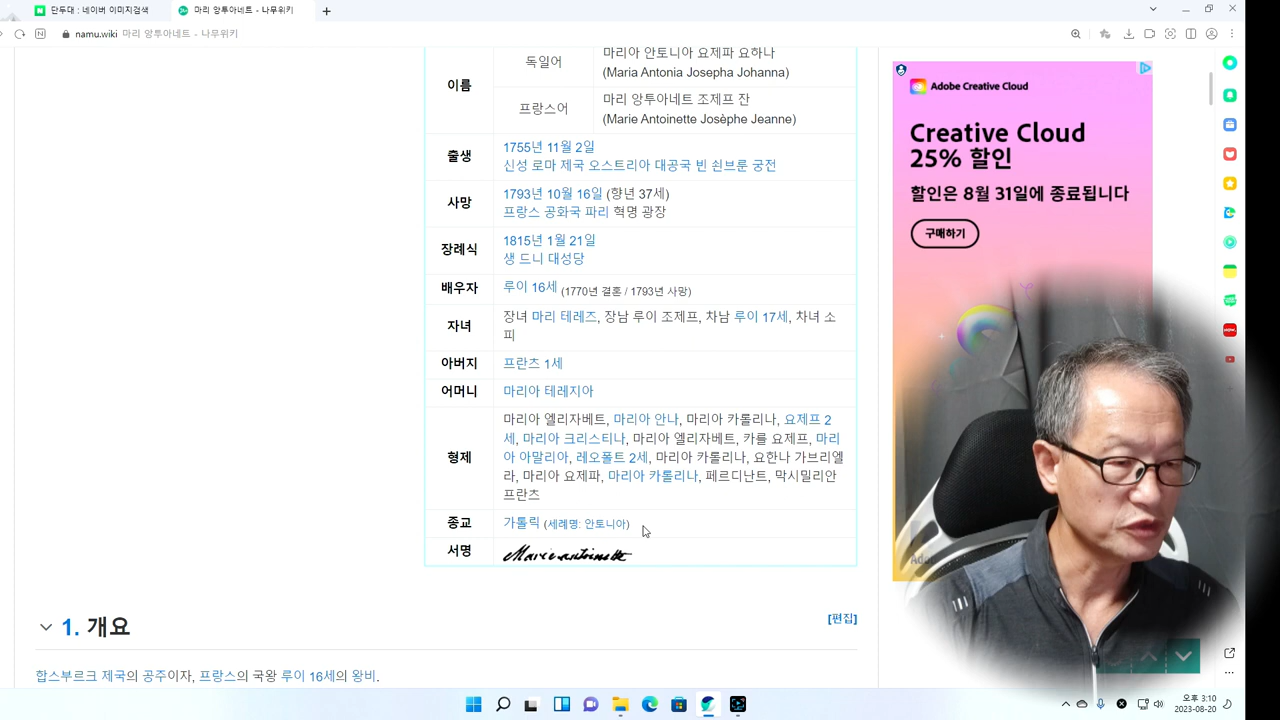 단두대 : 네이버 이미지검색
마리 앙투아네트 - 나무위키
namu.wiki 마리 앙투아네트 - 나무위키
이름
독일어
마리아 안토니아 요제파 요하나
(Maria Antonia Josepha Johanna)
프랑스어
마리 앙투아네트 조제프 잔
(Marie Antoinette Josèphe Jeanne)
출생
1755년 11월 2일
신성 로마 제국 오스트리아 대공국 빈 쇤브룬 궁전
사망
1793년 10월 16일 (향년 37세)
프랑스 공화국 파리 혁명 광장
장례식
1815년 1월 21일
생 드니 대성당
배우자
루이 16세 (1770년 결혼 / 1793년 사망)
자녀
장녀 마리 테레즈, 장남 루이 조제프, 차남 루이 17세, 차녀 소
피
아버지
프란츠 1세
어머니
마리아 테레지아
형제
마리아 엘리자베트, 마리아 안나, 마리아 카롤리나, 요제프 2
세, 마리아 크리스티나, 마리아 엘리자베트, 카를 요제프, 마리
아 아말리아, 레오폴트 2세, 마리아 카롤리나, 요한나 가브리엘
라, 마리아 요제파, 마리아 카롤리나, 페르디난트, 막시밀리안
프란츠
종교
가톨릭 (세례명: 안토니아)
서명
Marie antoinette
1. 개요
[편집]
합스부르크 제국의 공주이자, 프랑스의 국왕 루이 16세의 왕비.
Adobe Creative Cloud
Creative Cloud
25% 할인
할인은 8월 31일에 종료됩니다
구매하기
오후 3:10
2023-08-20